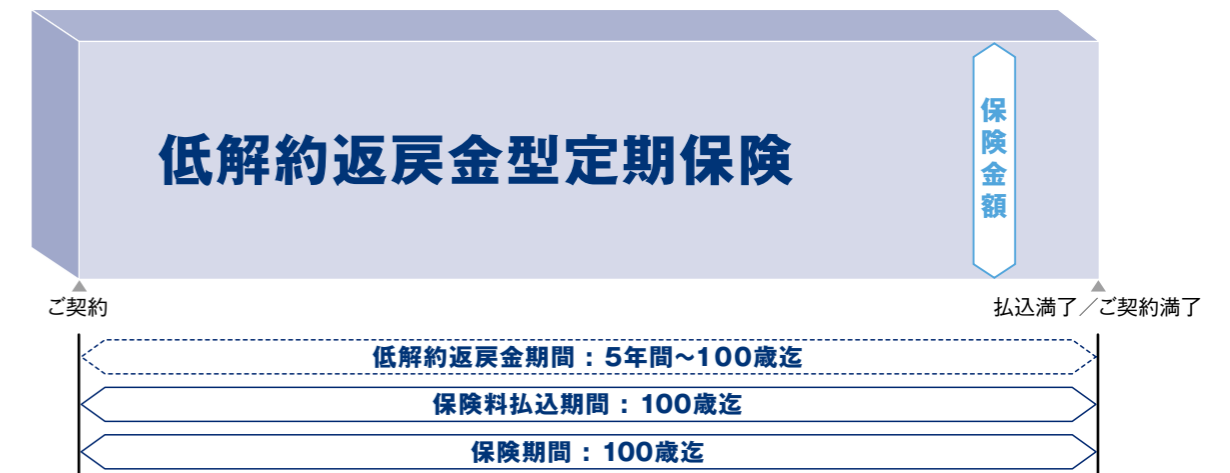 低解約返戻金型定期保険
保険金額
ご契約
払込満了／ご契約満了
低解約返戻金期間：5年間～100歳迄
保険料払込期間：100歳迄
保険期間：100歳迄